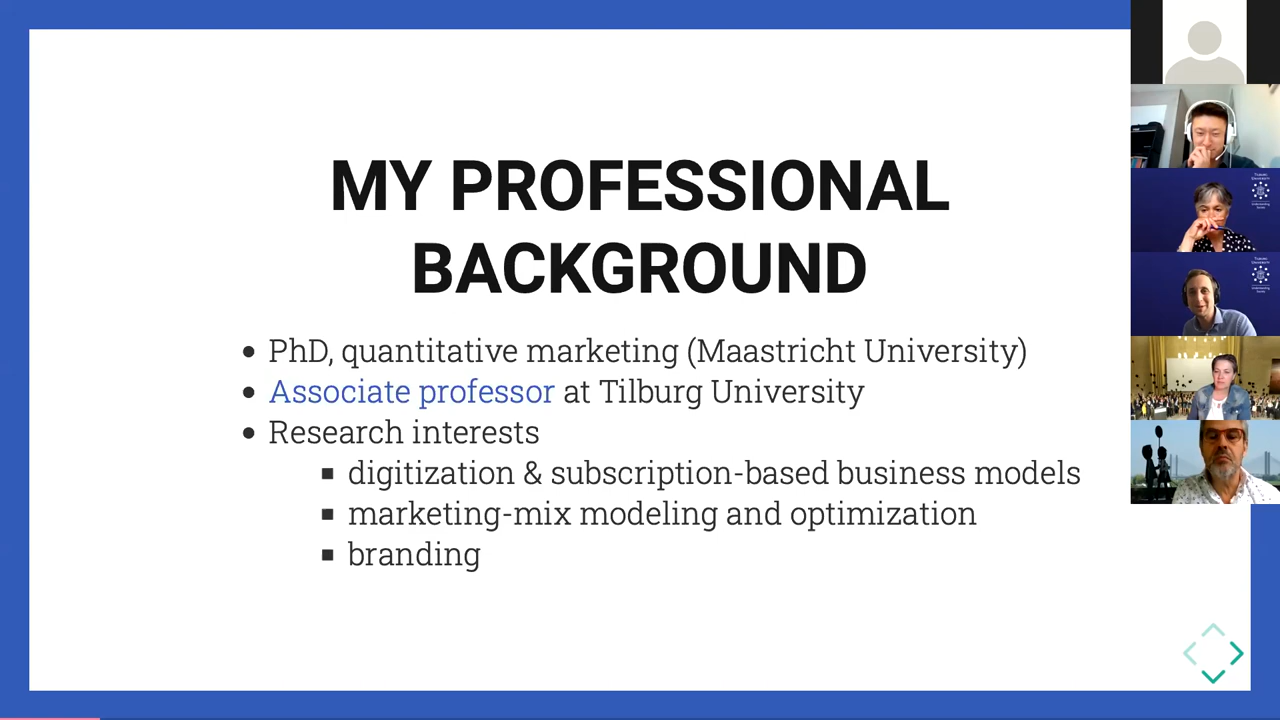 MY PROFESSIONAL
BACKGROUND
PhD, quantitative marketing (Maastricht University)
Associate professor at Tilburg University
Research interests
digitization & subscription-based business models
marketing-mix modeling and optimization
branding